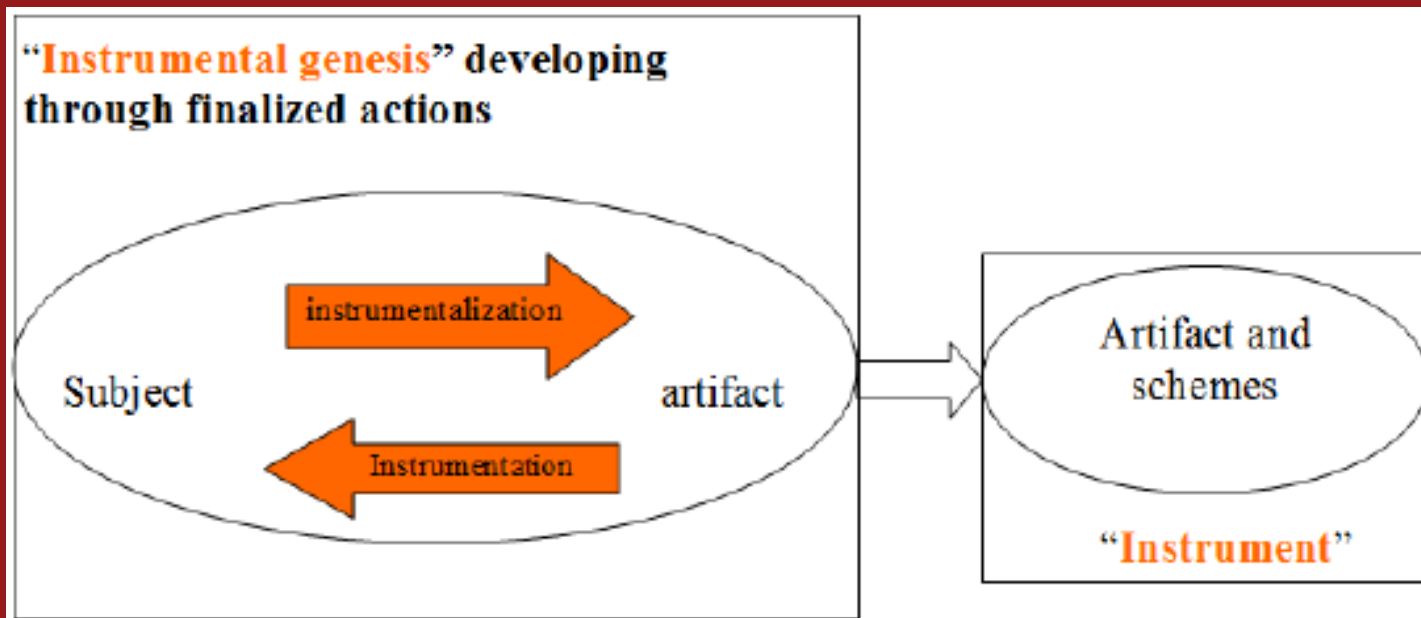 “Instrumental genesis” developing
through finalized actions
instrumentalization
Subject
artifact
Instrumentation
Artifact and
schemes
“Instrument”